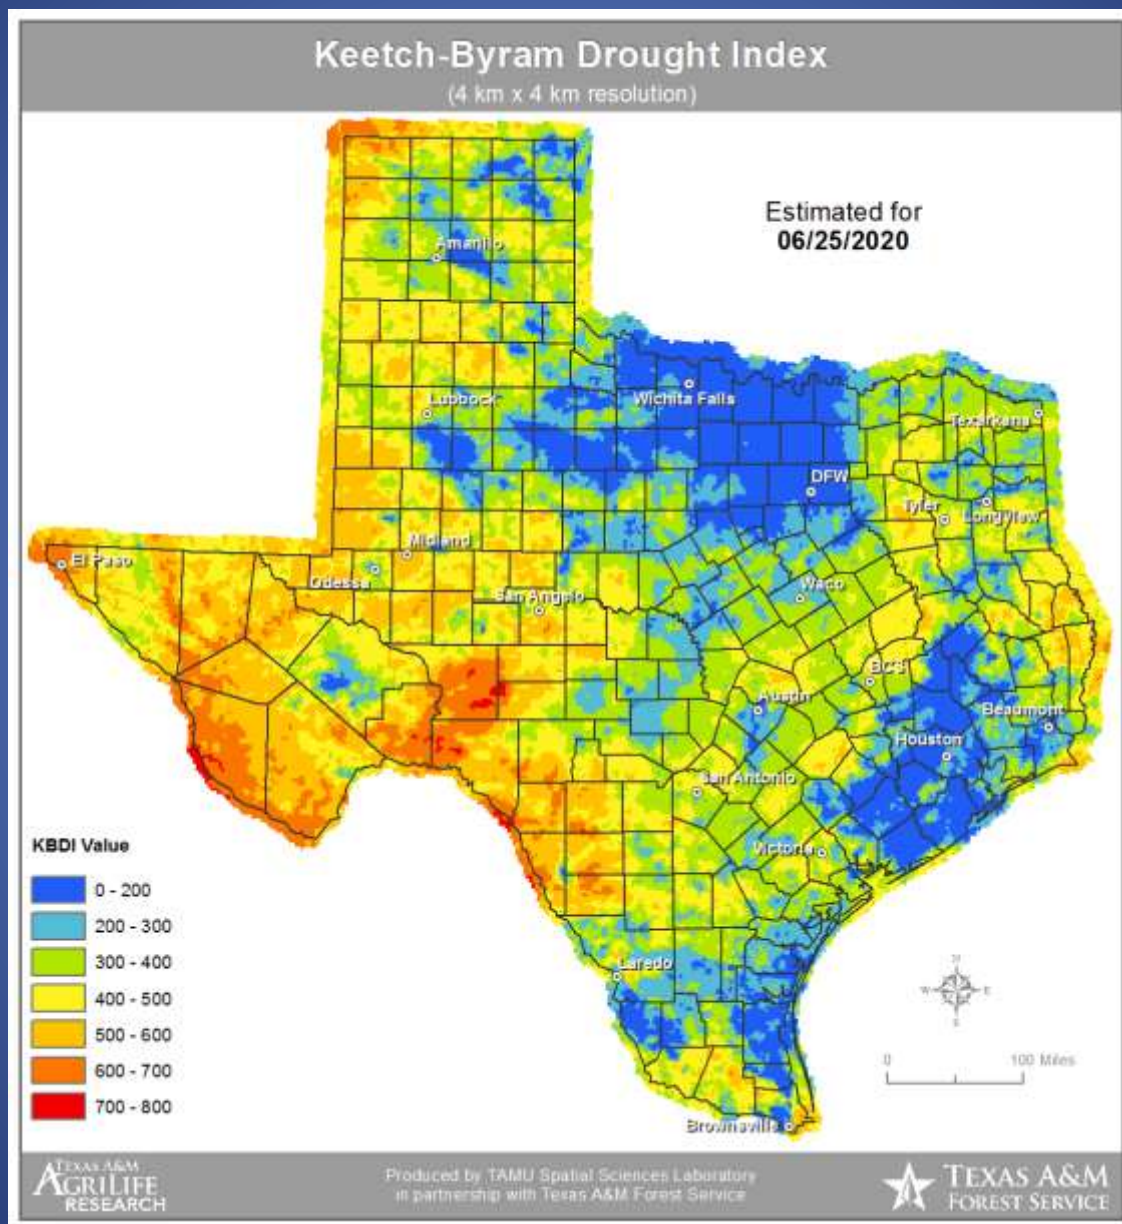 Keetch-Byram Drought Index
(4 km x 4 km resolution)
Estimated for
06/25/2020
Amarillo
Wichita Falls
Lubbock
Texarkana
DFW
Tyler
Longview
Midland
El Paso
Odessa
Waco
San Angelo
BCS
Austin
Beaumont
Houston
San Antonio
Victoria
KBDI Value
0 - 200
200 - 300
300 - 400
400 - 500
500 - 600
600 - 700
700 - 800
Laredo
N
W E
S
0 100 Miles
Brownsville
TEXAS A&M
AGRILIFE
RESEARCH
Produced by TAMU Spatial Sciences Laboratory
in partnership with Texas A&M Forest Service
TEXAS A&M
FOREST SERVICE